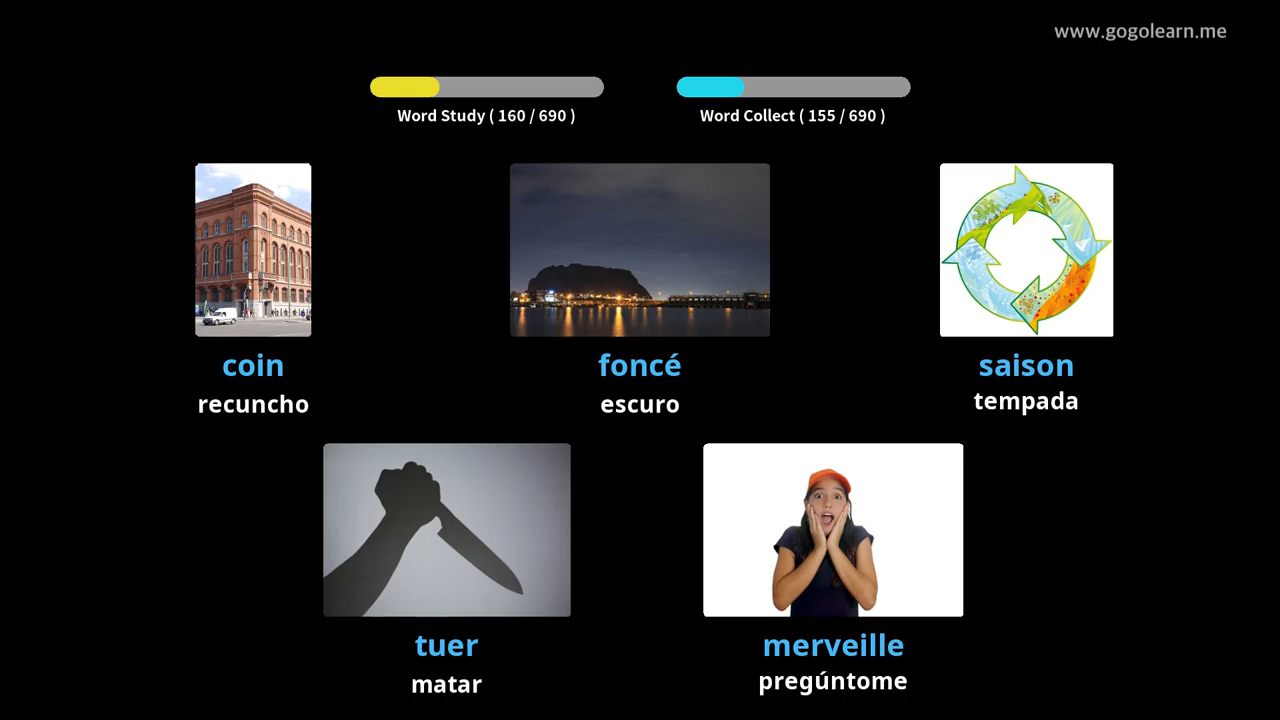 www.gogolearn.me
Word Study ( 160 / 690 )
Word Collect ( 155 / 690 )
coin
recuncho
foncé
escuro
saison
tempada
tuer
matar
merveille
pregúntome